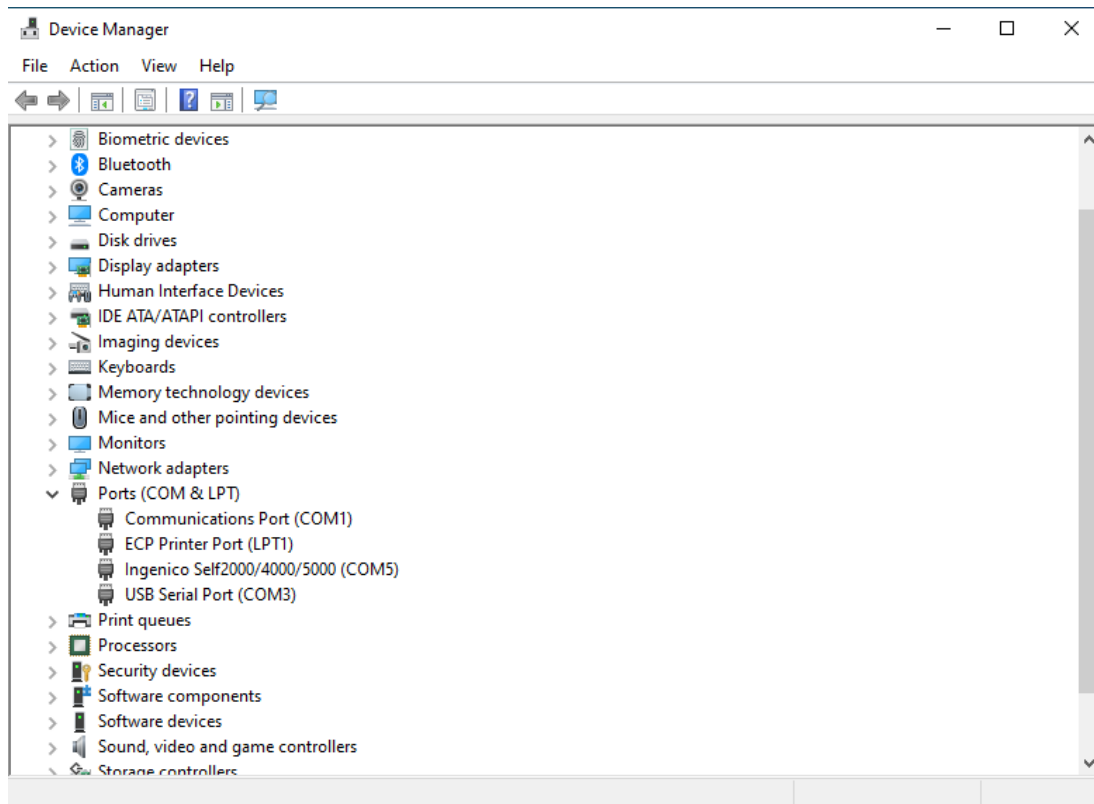 Device Manager
File Action View Help
Biometric devices
Bluetooth
Cameras
Computer
Disk drives
Display adapters
Human Interface Devices
IDE ATA/ATAPI controllers
Imaging devices
Keyboards
Memory technology devices
Mice and other pointing devices
Monitors
Network adapters
Ports (COM & LPT)
Communications Port (COM1)
ECP Printer Port (LPT1)
Ingenico Self2000/4000/5000 (COM5)
USB Serial Port (COM3)
Print queues
Processors
Security devices
Software components
Software devices
Sound, video and game controllers
Storage controllers